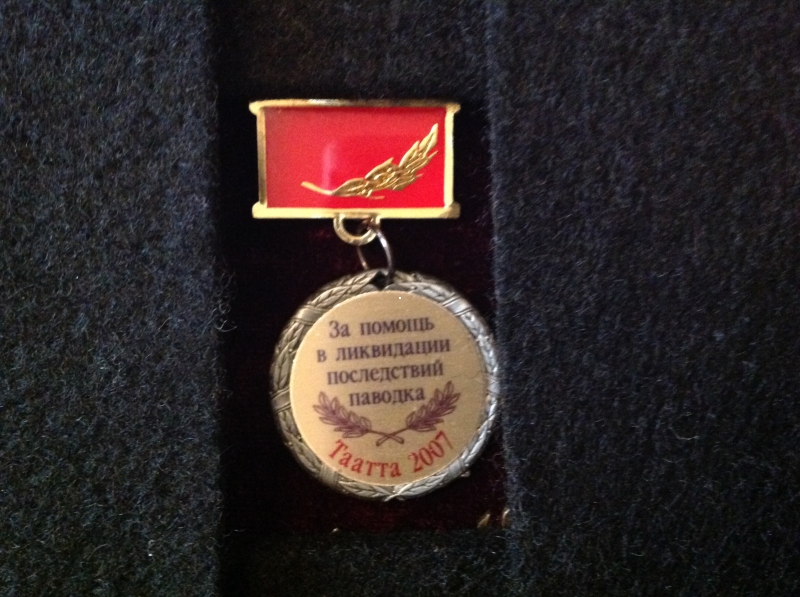 За помощь
в ликвидации
последствий
паводка
Таатта 2007